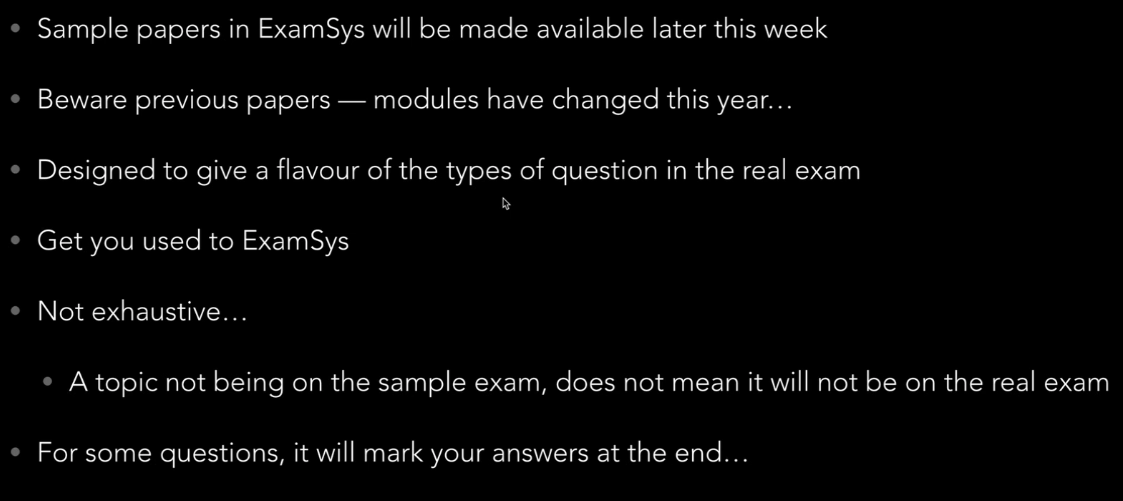 • Sample papers in ExamSys will be made available later this week
• Beware previous papers — modules have changed this year…
• Designed to give a flavour of the types of question in the real exam
• Get you used to ExamSys
• Not exhaustive…
• A topic not being on the sample exam, does not mean it will not be on the real exam
• For some questions, it will mark your answers at the end…